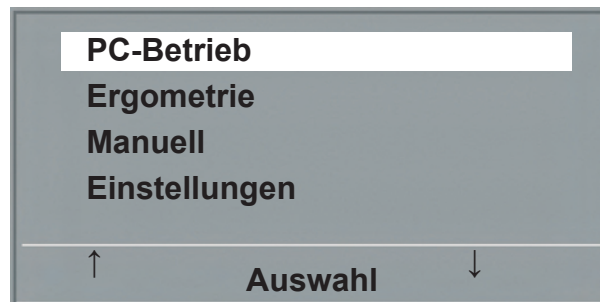 PC-Betrieb
Ergometrie
Manuell
Einstellungen
↑ Auswahl ↓